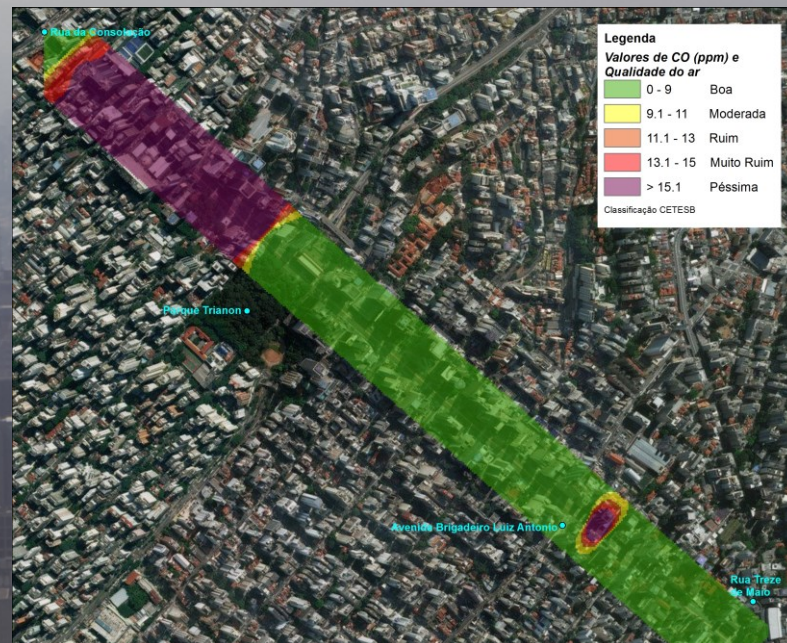 Rua da Consolação
Legenda
Valores de CO (ppm) e
Qualidade do ar
0 - 9 Boa
9.1 - 11 Moderada
11.1 - 13 Ruim
13.1 - 15 Muito Ruim
> 15.1 Péssima
Classificação CETESB
Parque Trianon
Avenida Brigadeiro Luiz Antonio
Rua Treze
de Maio